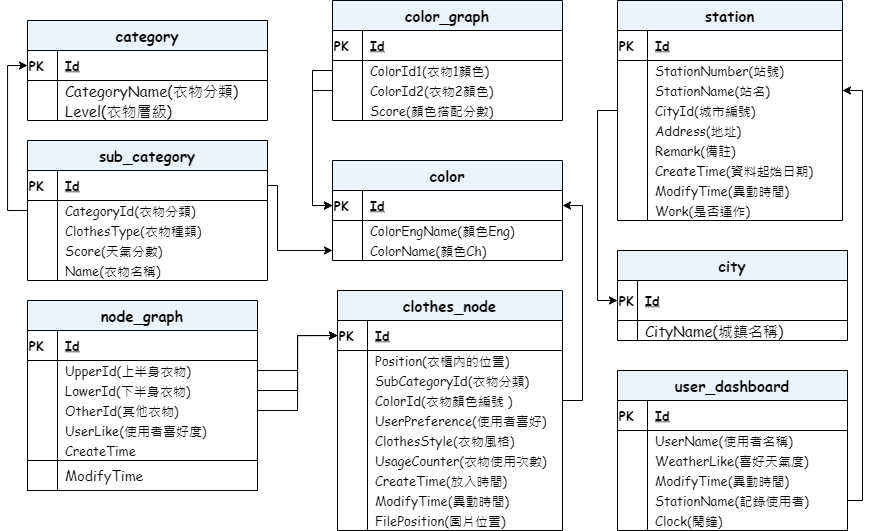 category
PK Id
CategoryName(衣物分類)
Level(衣物層級)
sub_category
PK Id
CategoryId(衣物分類)
ClothesType(衣物種類)
Score(天氣分數)
Name(衣物名稱)
node_graph
PK Id
UpperId(上半身衣物)
LowerId(下半身衣物)
OtherId(其他衣物)
UserLike(使用者喜好度)
CreateTime
ModifyTime
color_graph
PK Id
ColorId1(衣物1顏色)
ColorId2(衣物2顏色)
Score(顏色搭配分數)
color
PK Id
ColorEngName(顏色Eng)
ColorName(顏色Ch)
clothes_node
PK Id
Position(衣櫃內的位置)
SubCategoryId(衣物分類)
ColorId(衣物顏色編號 )
UserPreference(使用者喜好)
ClothesStyle(衣物風格)
UsageCounter(衣物使用次數)
CreateTime(放入時間)
ModifyTime(異動時間)
FilePosition(圖片位置)
station
PK Id
StationNumber(站號)
StationName(站名)
CityId(城市編號)
Address(地址)
Remark(備註)
CreateTime(資料起始日期)
ModifyTime(異動時間)
Work(是否運作)
city
PK Id
CityName(城鎮名稱)
user_dashboard
PK Id
UserName(使用者名稱)
WeatherLike(喜好天氣度)
ModifyTime(異動時間)
StationName(記錄使用者)
Clock(鬧鐘)